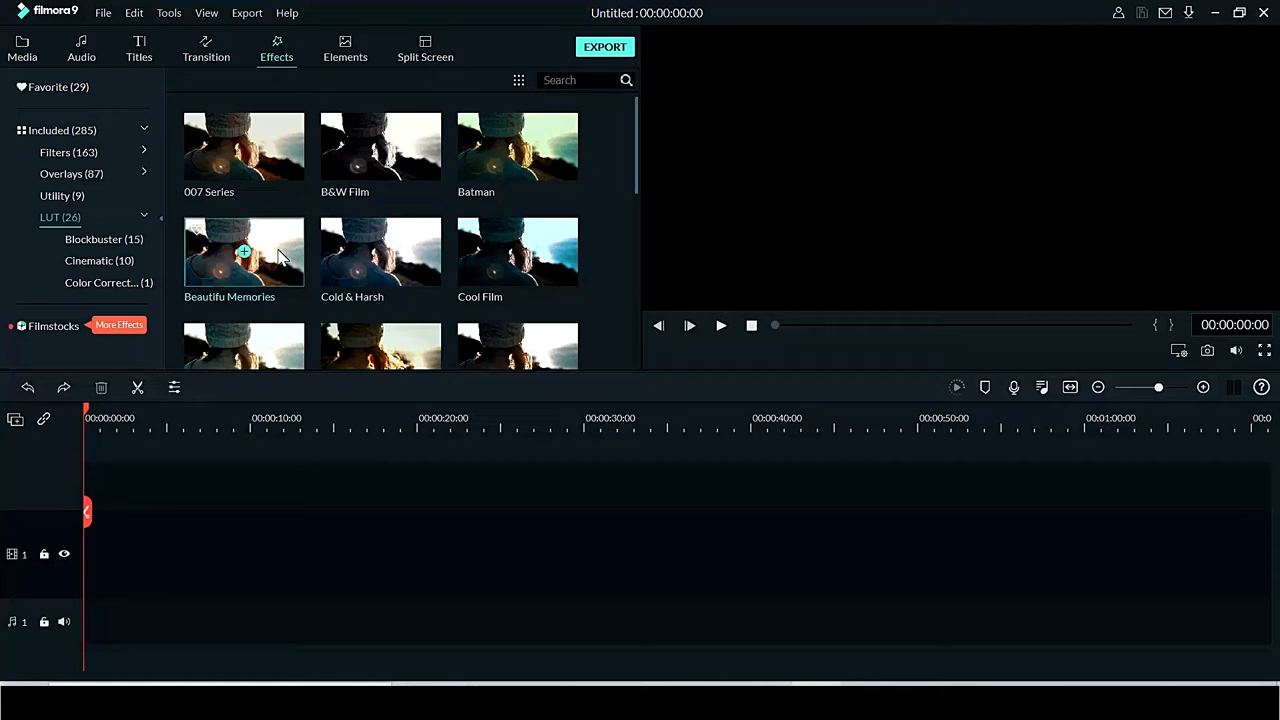 filmora 9
File Edit Tools View Export Help
Untitled : 00:00:00:00
Media Audio Titles Transition Effects Elements Split Screen
EXPORT
Search
Favorite (29)
Included (285)
Filters (163)
Overlays (87)
Utility (9)
LUT (26)
Blockbuster (15)
Cinematic (10)
Color Correct... (1)
Filmstocks
More Effects
007 Series B&W Film Batman
Beautifu Memories Cold & Harsh Cool Film
00:00:00:00
00:00:00:00 00:00:10:00 00:00:20:00 00:00:30:00 00:00:40:00 00:00:50:00 00:01:00:00 00:0
1
1